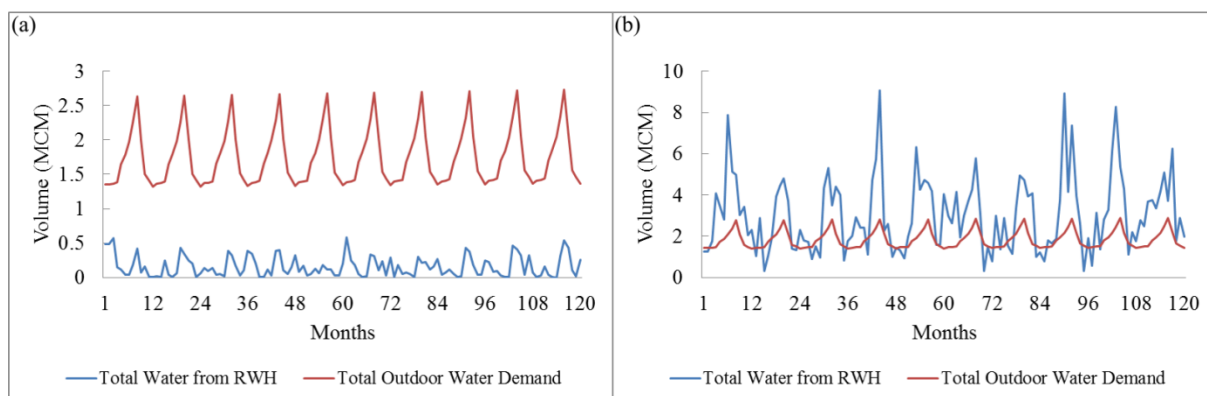 (a)
Volume (MCM)
3
2.5
2
1.5
1
0.5
0
1 12 24 36 48 60 72 84 96 108 120
Months
Total Water from RWH Total Outdoor Water Demand
(b)
Volume (MCM)
10
8
6
4
2
0
1 12 24 36 48 60 72 84 96 108 120
Months
Total Water from RWH Total Outdoor Water Demand